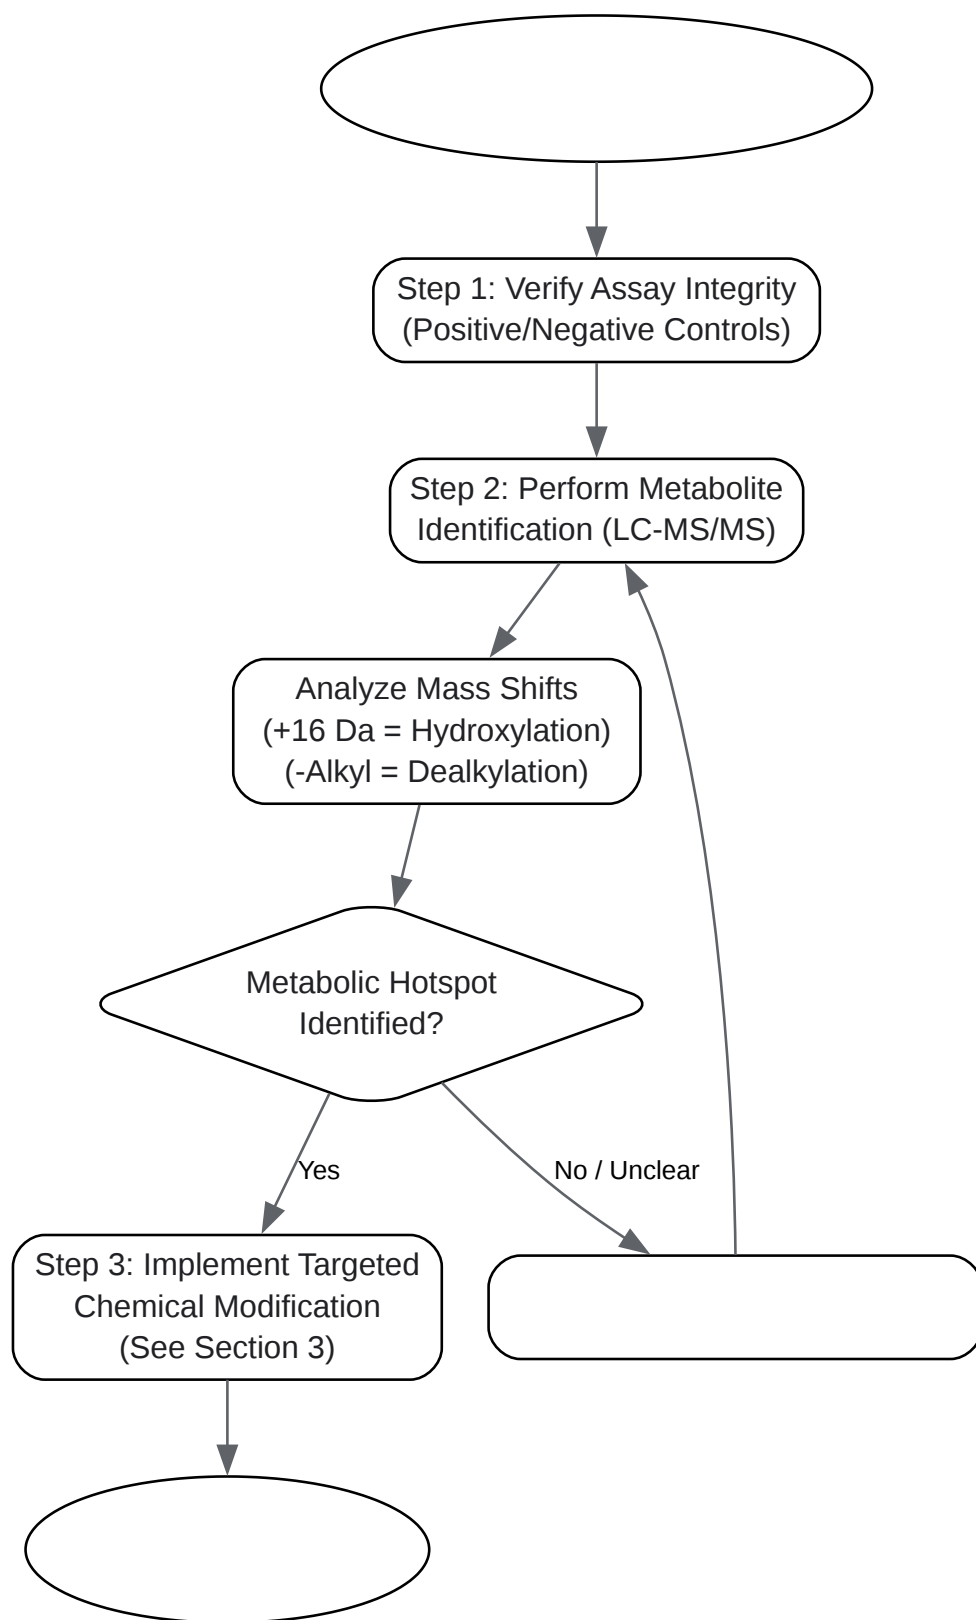 Step 1: Verify Assay Integrity
(Positive/Negative Controls)
Step 2: Perform Metabolite
Identification (LC-MS/MS)
Analyze Mass Shifts
(+16 Da = Hydroxylation)
(-Alkyl = Dealkylation)
Metabolic Hotspot
Identified?
Yes
No / Unclear
Step 3: Implement Targeted
Chemical Modification
(See Section 3)